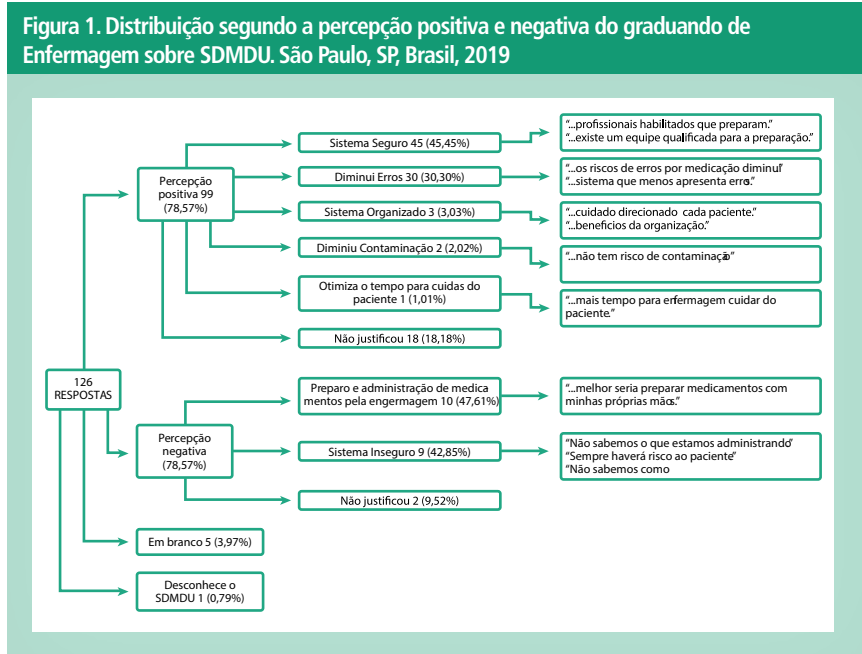 Figura 1. Distribuição segundo a percepção positiva e negativa do graduando de
Enfermagem sobre SDMDU. São Paulo, SP, Brasil, 2019
126
RESPOSTAS
Percepção
positiva 99
(78,57%)
Sistema Seguro 45 (45,45%)
“...profissionais habilitados que preparam.”
“...existe um equipe qualificada para a preparação.”
Diminui Erros 30 (30,30%)
“...os riscos de erros por medicação diminui”
“...sistema que menos apresenta erros.”
Sistema Organizado 3 (3,03%)
“...cuidado direcionado cada paciente.”
“...beneficios da organização.”
Diminiu Contaminação 2 (2,02%)
“...não tem risco de contaminação”
Otimiza o tempo para cuidas do
paciente 1 (1,01%)
“...mais tempo para enfermagem cuidar do
paciente.”
Não justificou 18 (18,18%)
Percepção
negativa
(78,57%)
Preparo e administração de medica
mentos pela engermagem 10 (47,61%)
“...melhor seria preparar medicamentos com
minhas próprias mãos.”
Sistema Inseguro 9 (42,85%)
“Não sabemos o que estamos administrando”
“Sempre haverá risco ao paciente”
“Não sabemos como
Não justificou 2 (9,52%)
Em branco 5 (3,97%)
Desconhece o
SDMDU 1 (0,79%)